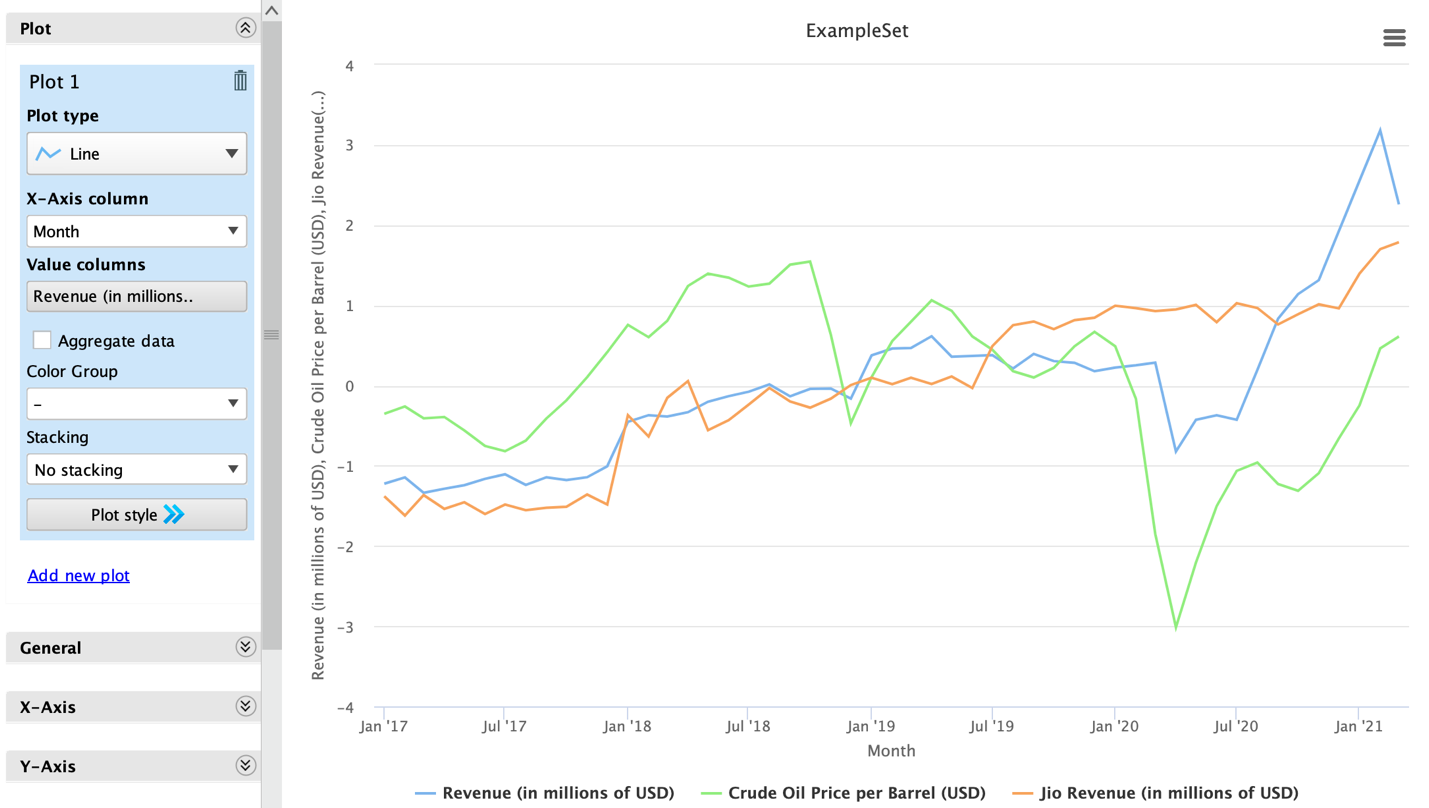 Plot
Plot 1
Plot type
Line
X-Axis column
Month
Value columns
Revenue (in millions..
Aggregate data
Color Group
–
Stacking
No stacking
Plot style
Add new plot
General
X-Axis
Y-Axis
ExampleSet
Revenue (in millions of USD), Crude Oil Price per Barrel (USD), Jio Revenue(...)
4
3
2
1
0
−1
−2
−3
−4
Jan '17 Jul '17 Jan '18 Jul '18 Jan '19 Jul '19 Jan '20 Jul '20 Jan '21
Month
Revenue (in millions of USD) Crude Oil Price per Barrel (USD) Jio Revenue (in millions of USD)